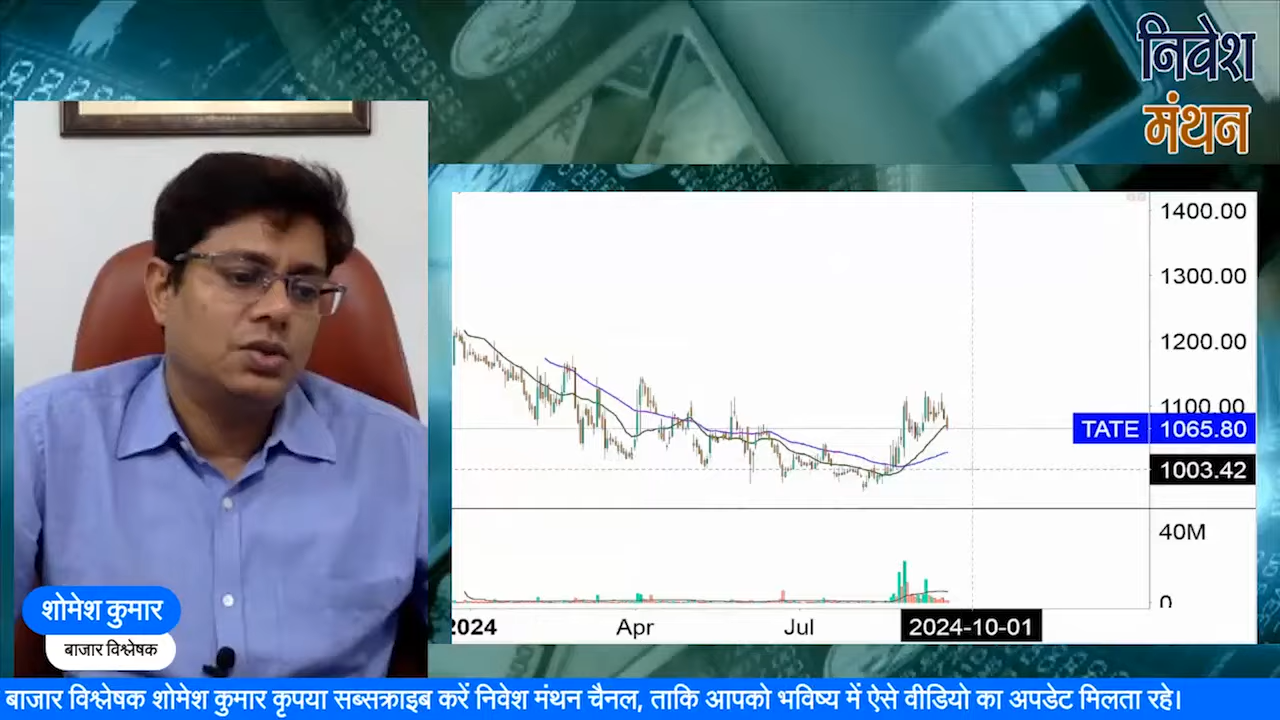 निवेश
मंथन
1400.00
1300.00
1200.00
1100.00
TATE 1065.80
1003.42
40M
0
2024 Apr Jul 2024-10-01
शोमेश कुमार
बाजार विश्लेषक
बाजार विश्लेषक शोमेश कुमार कृपया सब्सक्राइब करें निवेश मंथन चैनल, ताकि आपको भविष्य में ऐसे वीडियो का अपडेट मिलता रहे।